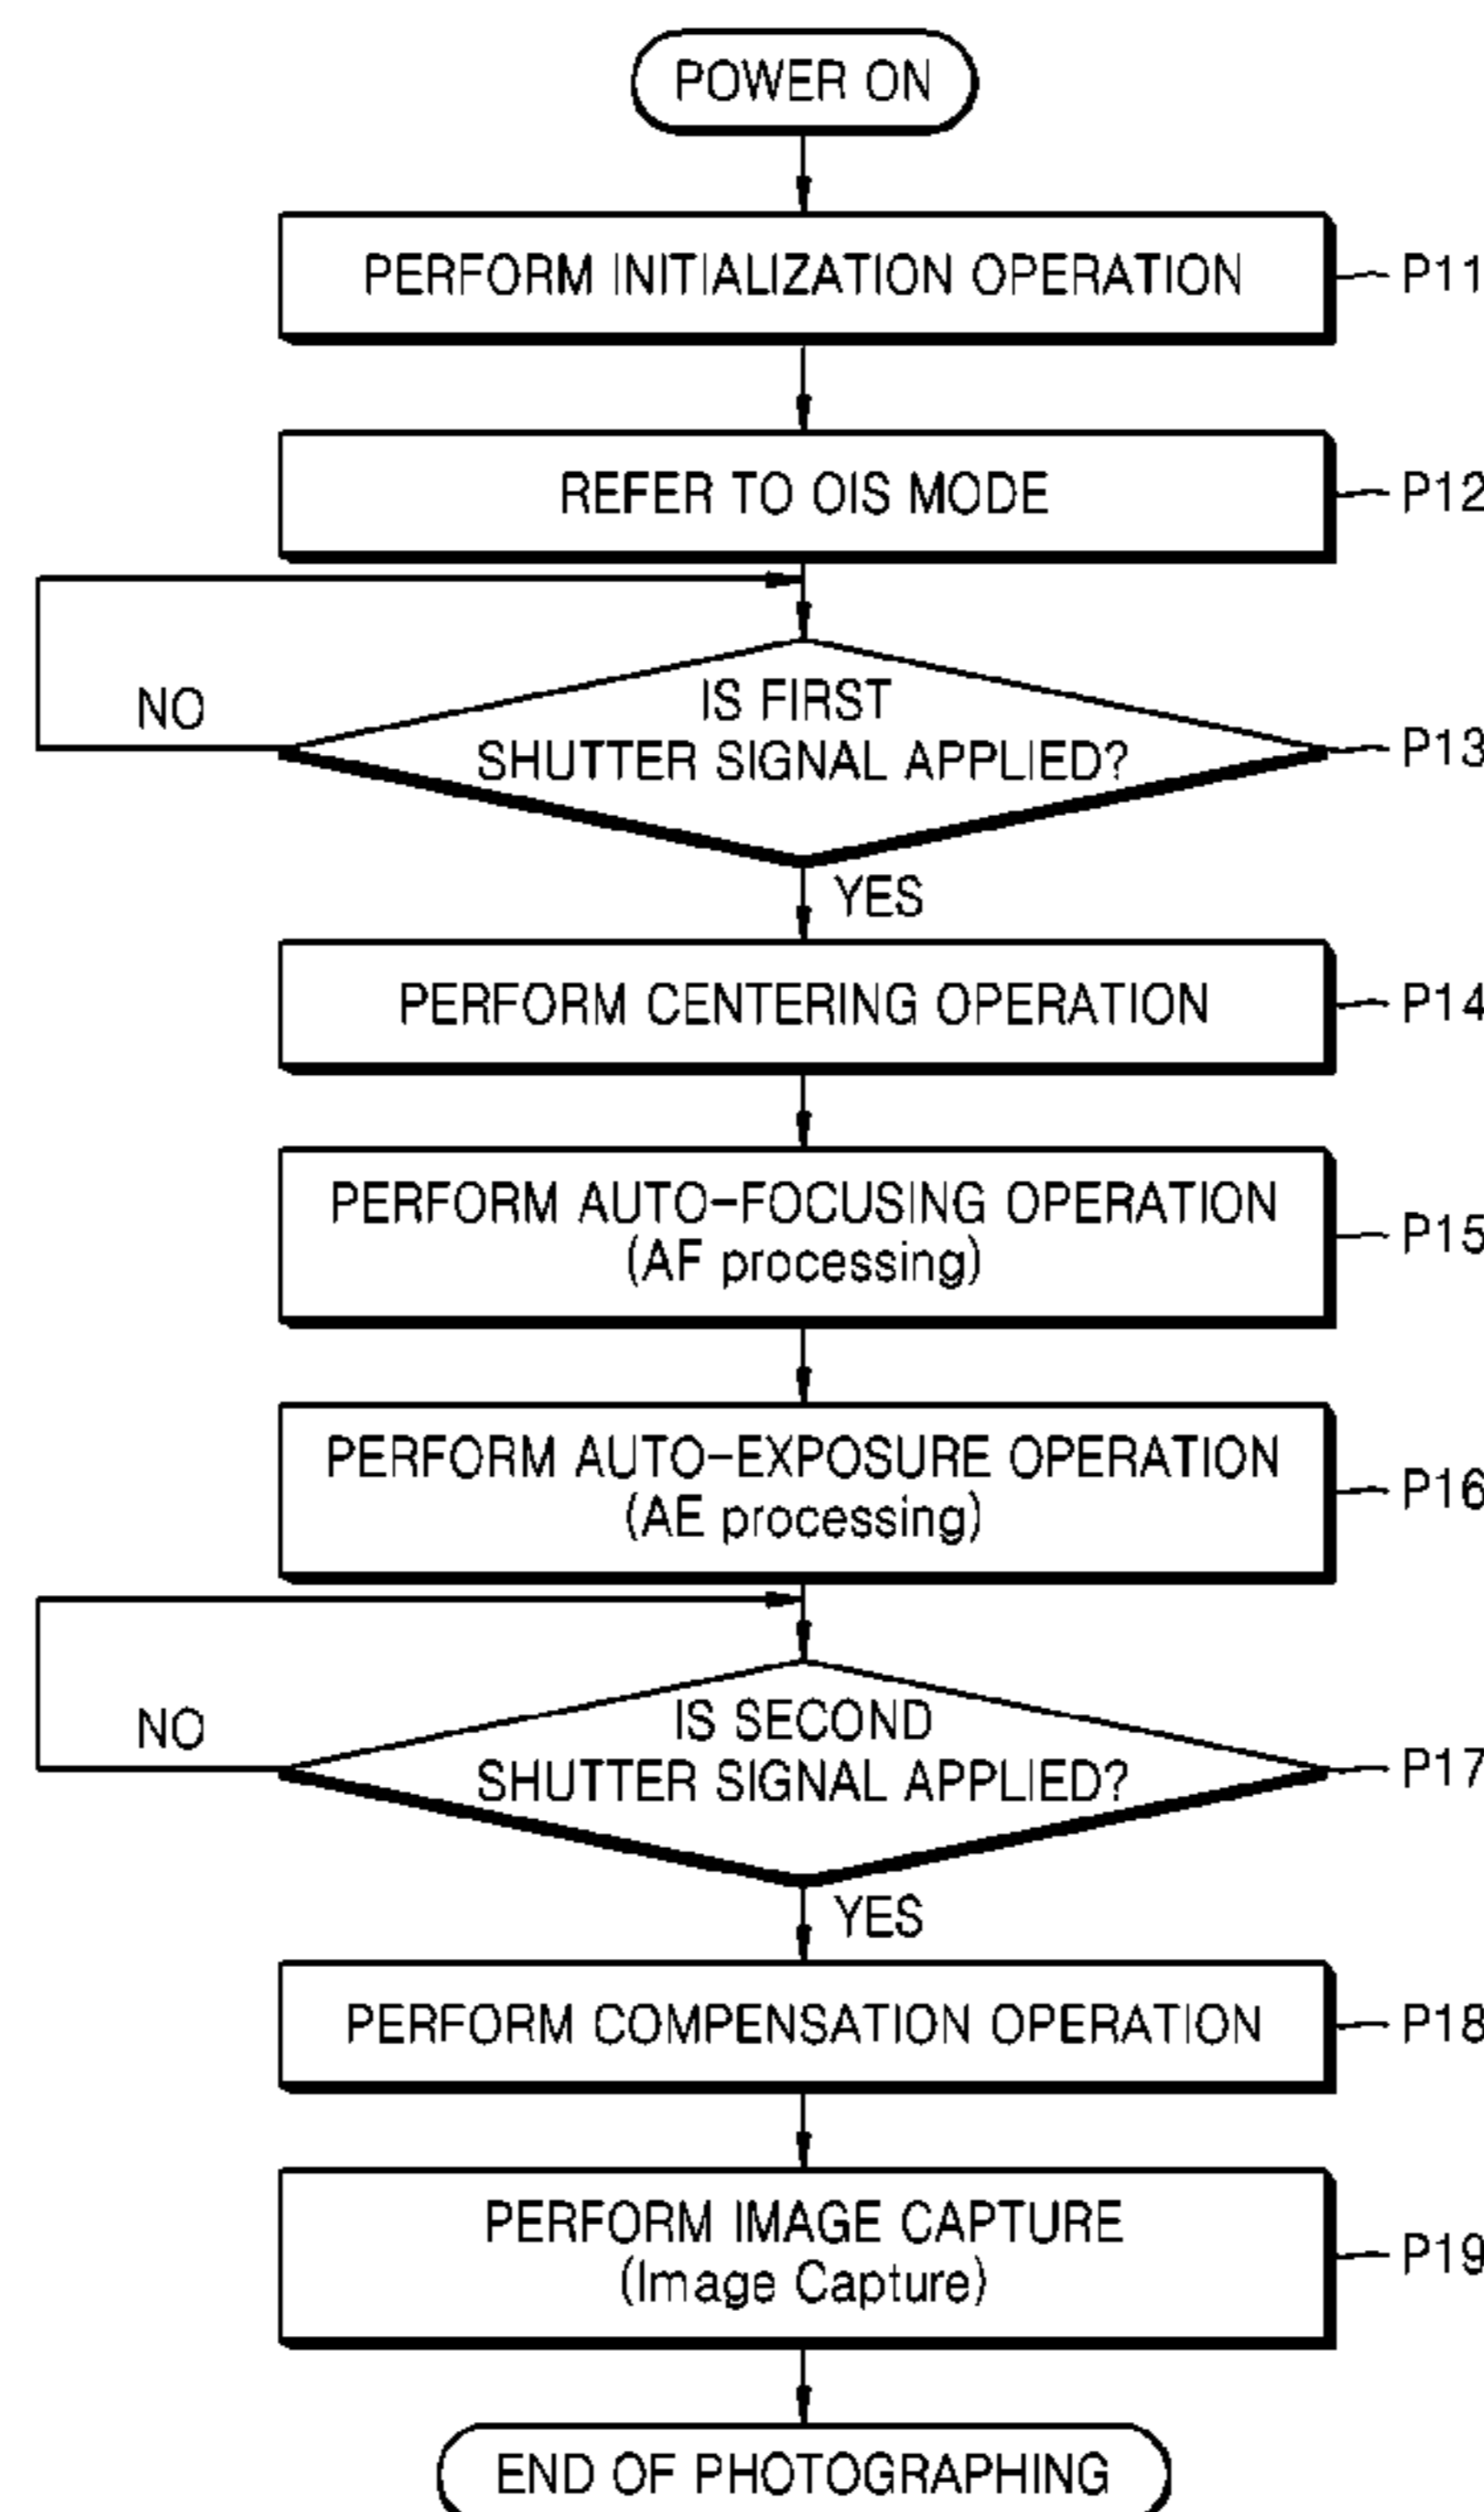 POWER ON
PERFORM INITIALIZATION OPERATION
P11
REFER TO OIS MODE
P12
NO
IS FIRST
SHUTTER SIGNAL APPLIED?
P13
YES
PERFORM CENTERING OPERATION
P14
PERFORM AUTO-FOCUSING OPERATION
(AF processing)
P15
PERFORM AUTO-EXPOSURE OPERATION
(AE processing)
P16
NO
IS SECOND
SHUTTER SIGNAL APPLIED?
P17
YES
PERFORM COMPENSATION OPERATION
P18
PERFORM IMAGE CAPTURE
(Image Capture)
P19
END OF PHOTOGRAPHING